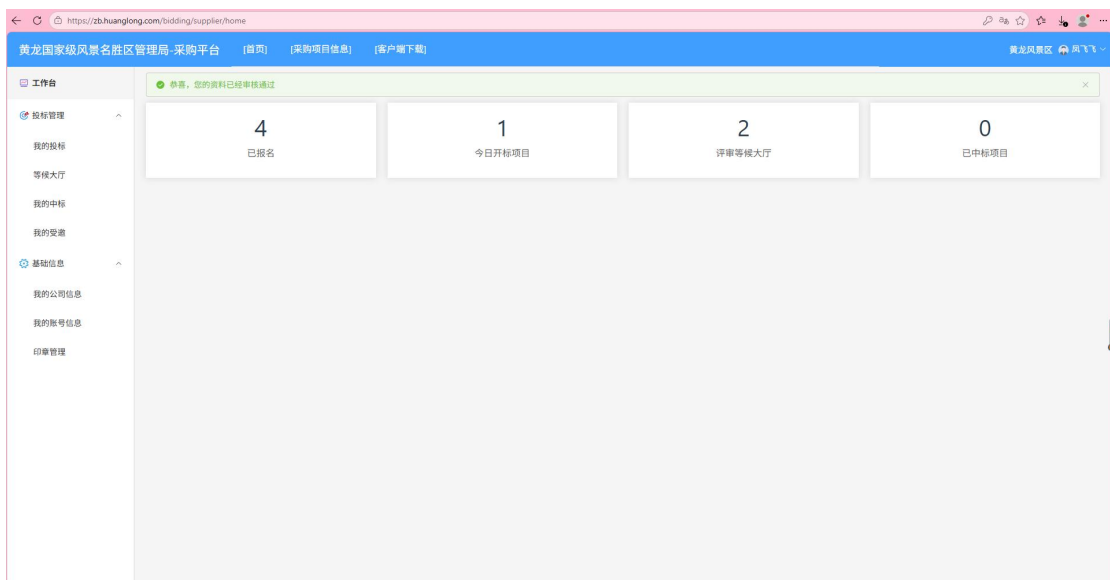 https://zb.huanglong.com/bidding/supplier/home
黄龙国家级风景名胜区管理局-采购平台 [首页] [采购项目信息] [客户端下载] 黄龙风景区 凤飞飞
工作台
恭喜，您的资料已经审核通过
投标管理
我的投标
等候大厅
我的中标
我的受邀
基础信息
我的公司信息
我的账号信息
印章管理
4
已报名
1
今日开标项目
2
评审等候大厅
0
已中标项目